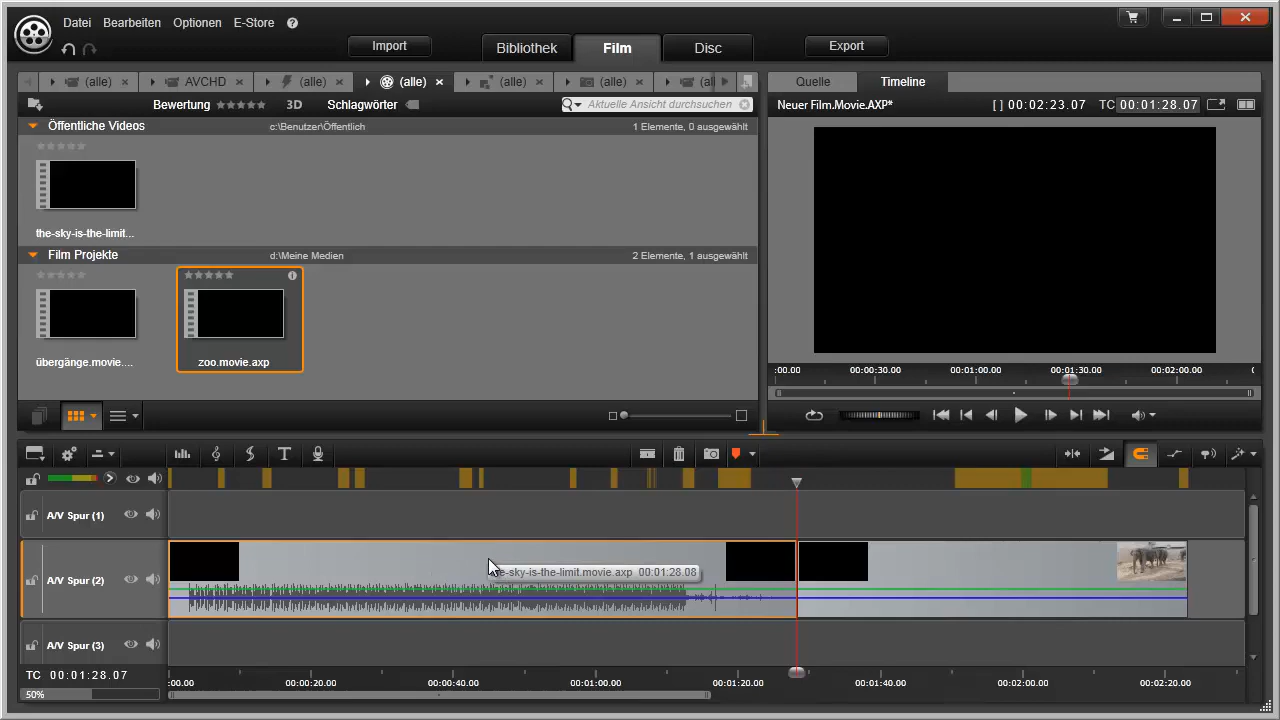 Datei Bearbeiten Optionen E-Store ?
Import Bibliothek Film Disc Export
(alle) × AVCHD × (alle) × (alle) × (alle) × (alle) × (all
Quelle Timeline
Bewertung 3D Schlagwörter Aktuelle Ansicht durchsuchen
Neuer Film.Movie.AXP* [ ] 00:02:23.07 TC 00:01:28.07
Öffentliche Videos c:\Benutzer\Öffentlich 1 Elemente, 0 ausgewählt
the-sky-is-the-limit...
Film Projekte d:\Meine Medien 2 Elemente, 1 ausgewählt
übergänge.movie.... zoo.movie.axp
:00.00 00:00:30.00 00:01:00.00 00:01:30.00 00:02:00.00
A/V Spur (1)
A/V Spur (2)
e-sky-is-the-limit.movie.axp 00:01:28.08
A/V Spur (3)
TC 00:01:28.07
:00.00 00:00:20.00 00:00:40.00 00:01:00.00 00:01:20.00 00:01:40.00 00:02:00.00 00:02:20.00
50%